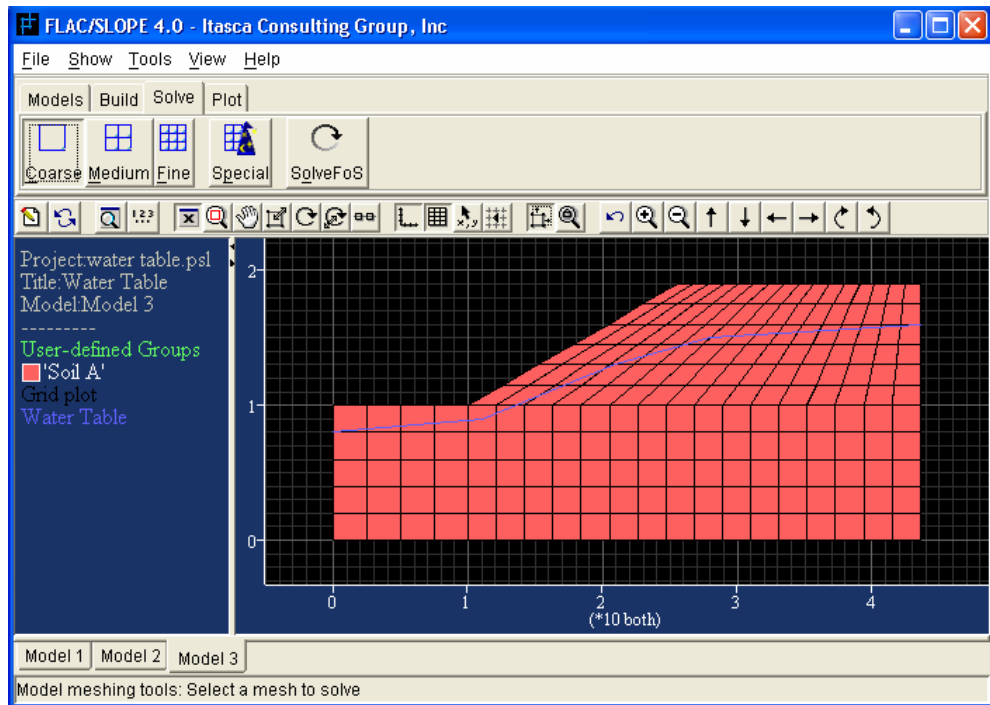 FLAC/SLOPE 4.0 - Itasca Consulting Group, Inc
File Show Tools View Help
Models Build Solve Plot
Coarse Medium Fine Special SolveFoS
1 2 3
Project:water table.psl
Title:Water Table
Model:Model 3
---------
User-defined Groups
'Soil A'
Grid plot
Water Table
2
1
0
0 1 2 3 4
(*10 both)
Model 1 Model 2 Model 3
Model meshing tools: Select a mesh to solve